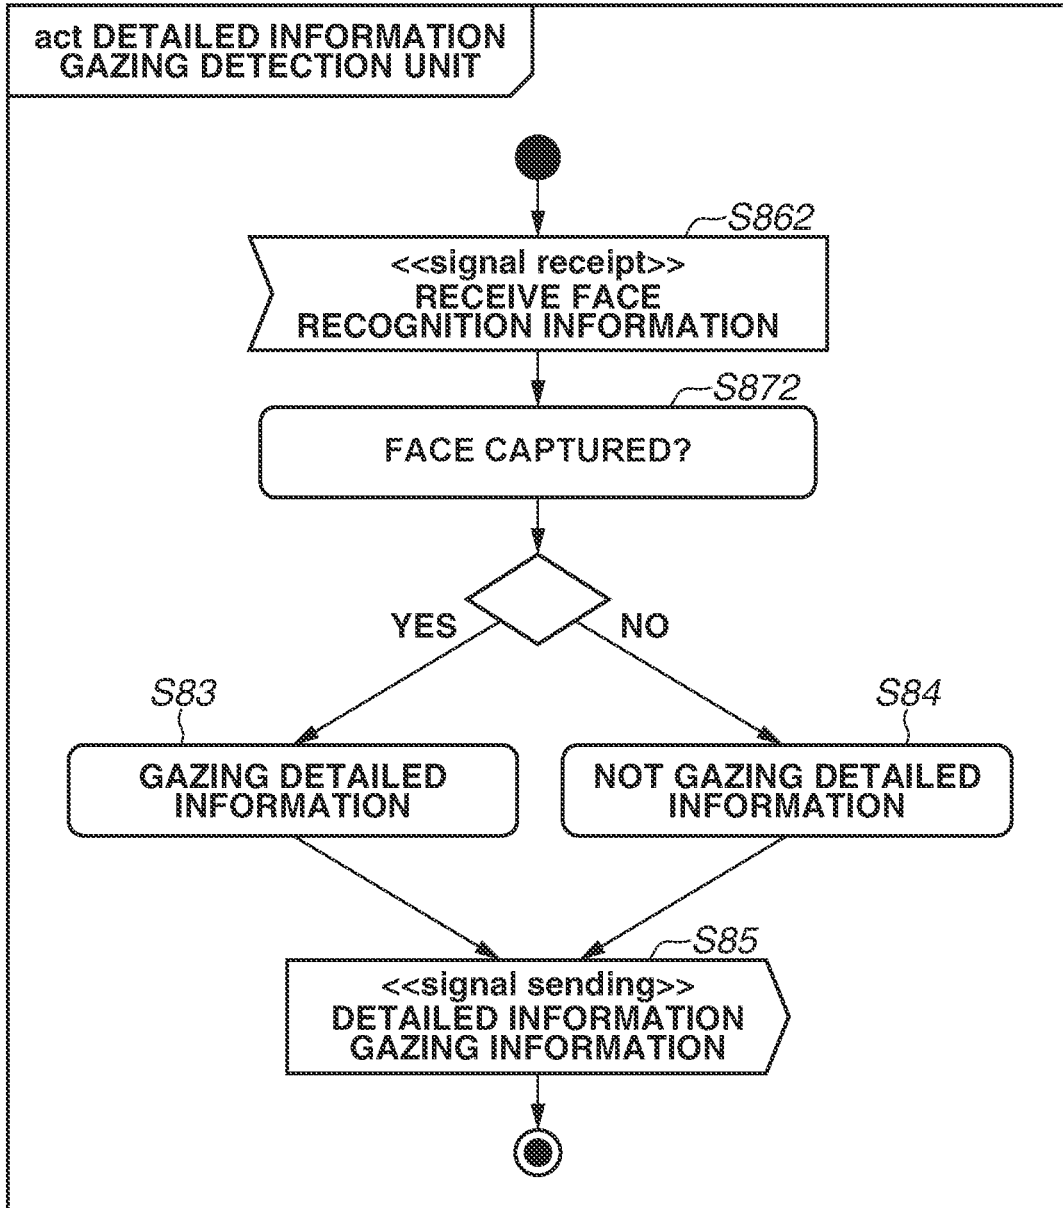 act DETAILED INFORMATION
GAZING DETECTION UNIT
S862
<<signal receipt>>
RECEIVE FACE
RECOGNITION INFORMATION
S872
FACE CAPTURED?
YES
NO
S83
S84
GAZING DETAILED
INFORMATION
NOT GAZING DETAILED
INFORMATION
S85
<<signal sending>>
DETAILED INFORMATION
GAZING INFORMATION